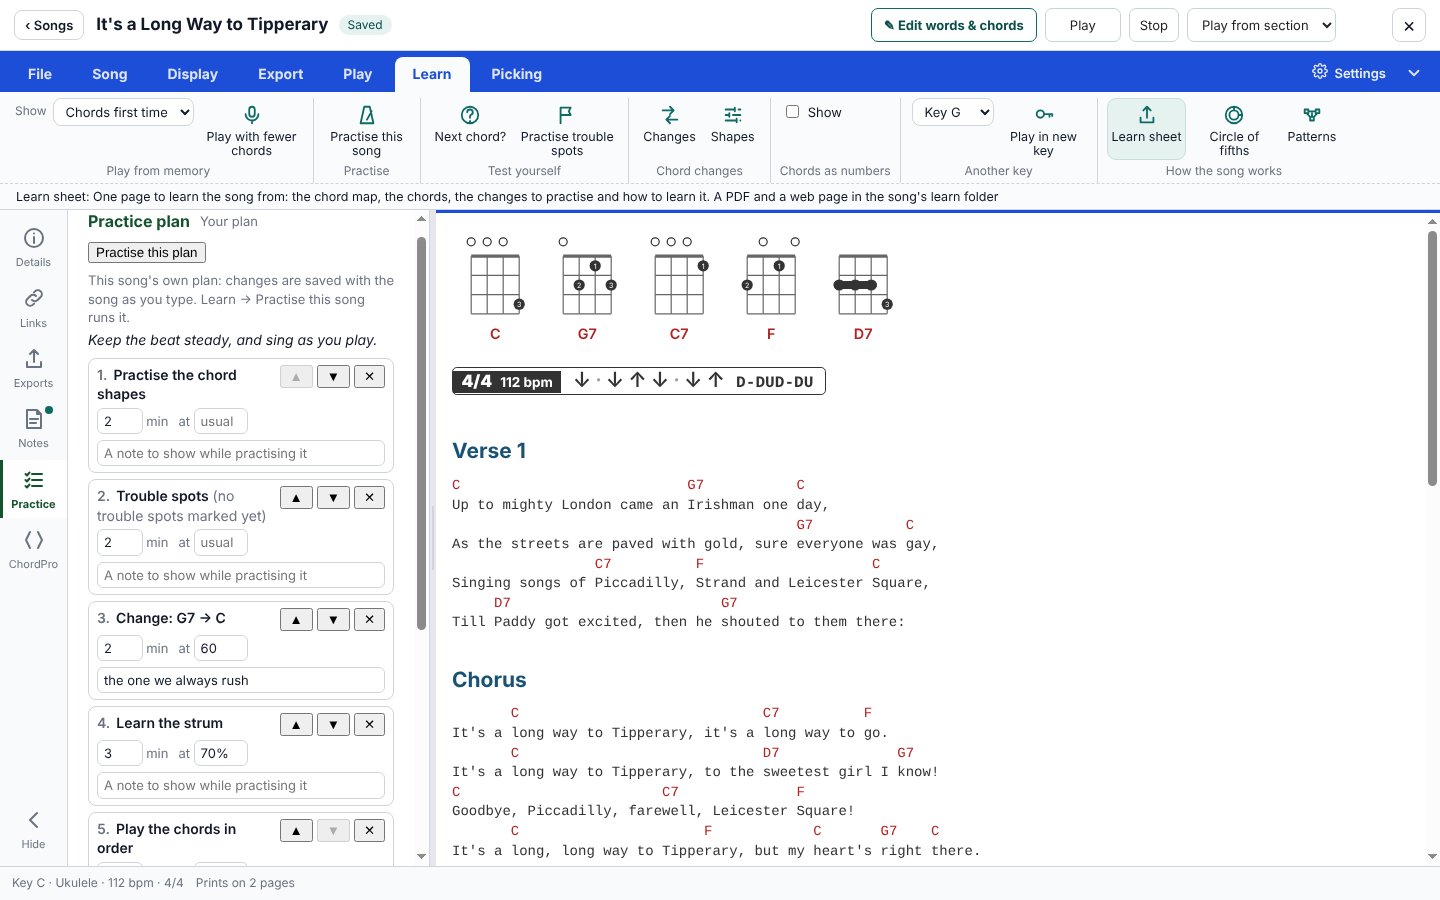 ‹ Songs
It's a Long Way to Tipperary
Saved
✎ Edit words & chords
Play
Stop
Play from section
×
File
Song
Display
Export
Play
Learn
Picking
Settings
Show
Chords first time
Play with fewer
chords
Play from memory
Practise this
song
Practise
Next chord?
Practise trouble
spots
Test yourself
Changes
Shapes
Chord changes
Show
Chords as numbers
Key G
Play in new
key
Another key
Learn sheet
Circle of
fifths
Patterns
How the song works
Learn sheet: One page to learn the song from: the chord map, the chords, the changes to practise and how to learn it. A PDF and a web page in the song's learn folder
Details
Links
Exports
Notes
Practice
ChordPro
Hide
Practice plan Your plan
Practise this plan
This song's own plan: changes are saved with the
song as you type. Learn → Practise this song
runs it.
Keep the beat steady, and sing as you play.
1. Practise the chord
shapes
▲ ▼ ✕
2 min at usual
A note to show while practising it
2. Trouble spots (no
trouble spots marked yet)
▲ ▼ ✕
2 min at usual
A note to show while practising it
3. Change: G7 → C
▲ ▼ ✕
2 min at 60
the one we always rush
4. Learn the strum
▲ ▼ ✕
3 min at 70%
A note to show while practising it
5. Play the chords in
order
▲ ▼ ✕
1 2 3 1 1 2 3
3
C G7 C7 F D7
4/4 112 bpm ↓ · ↓ ↑ ↓ · ↓ ↑ D-DUD-DU
Verse 1
C G7 C
Up to mighty London came an Irishman one day,
G7 C
As the streets are paved with gold, sure everyone was gay,
C7 F C
Singing songs of Piccadilly, Strand and Leicester Square,
D7 G7
Till Paddy got excited, then he shouted to them there:
Chorus
C C7 F
It's a long way to Tipperary, it's a long way to go.
C D7 G7
It's a long way to Tipperary, to the sweetest girl I know!
C C7 F
Goodbye, Piccadilly, farewell, Leicester Square!
C F C G7 C
It's a long, long way to Tipperary, but my heart's right there.
Key C · Ukulele · 112 bpm · 4/4 Prints on 2 pages